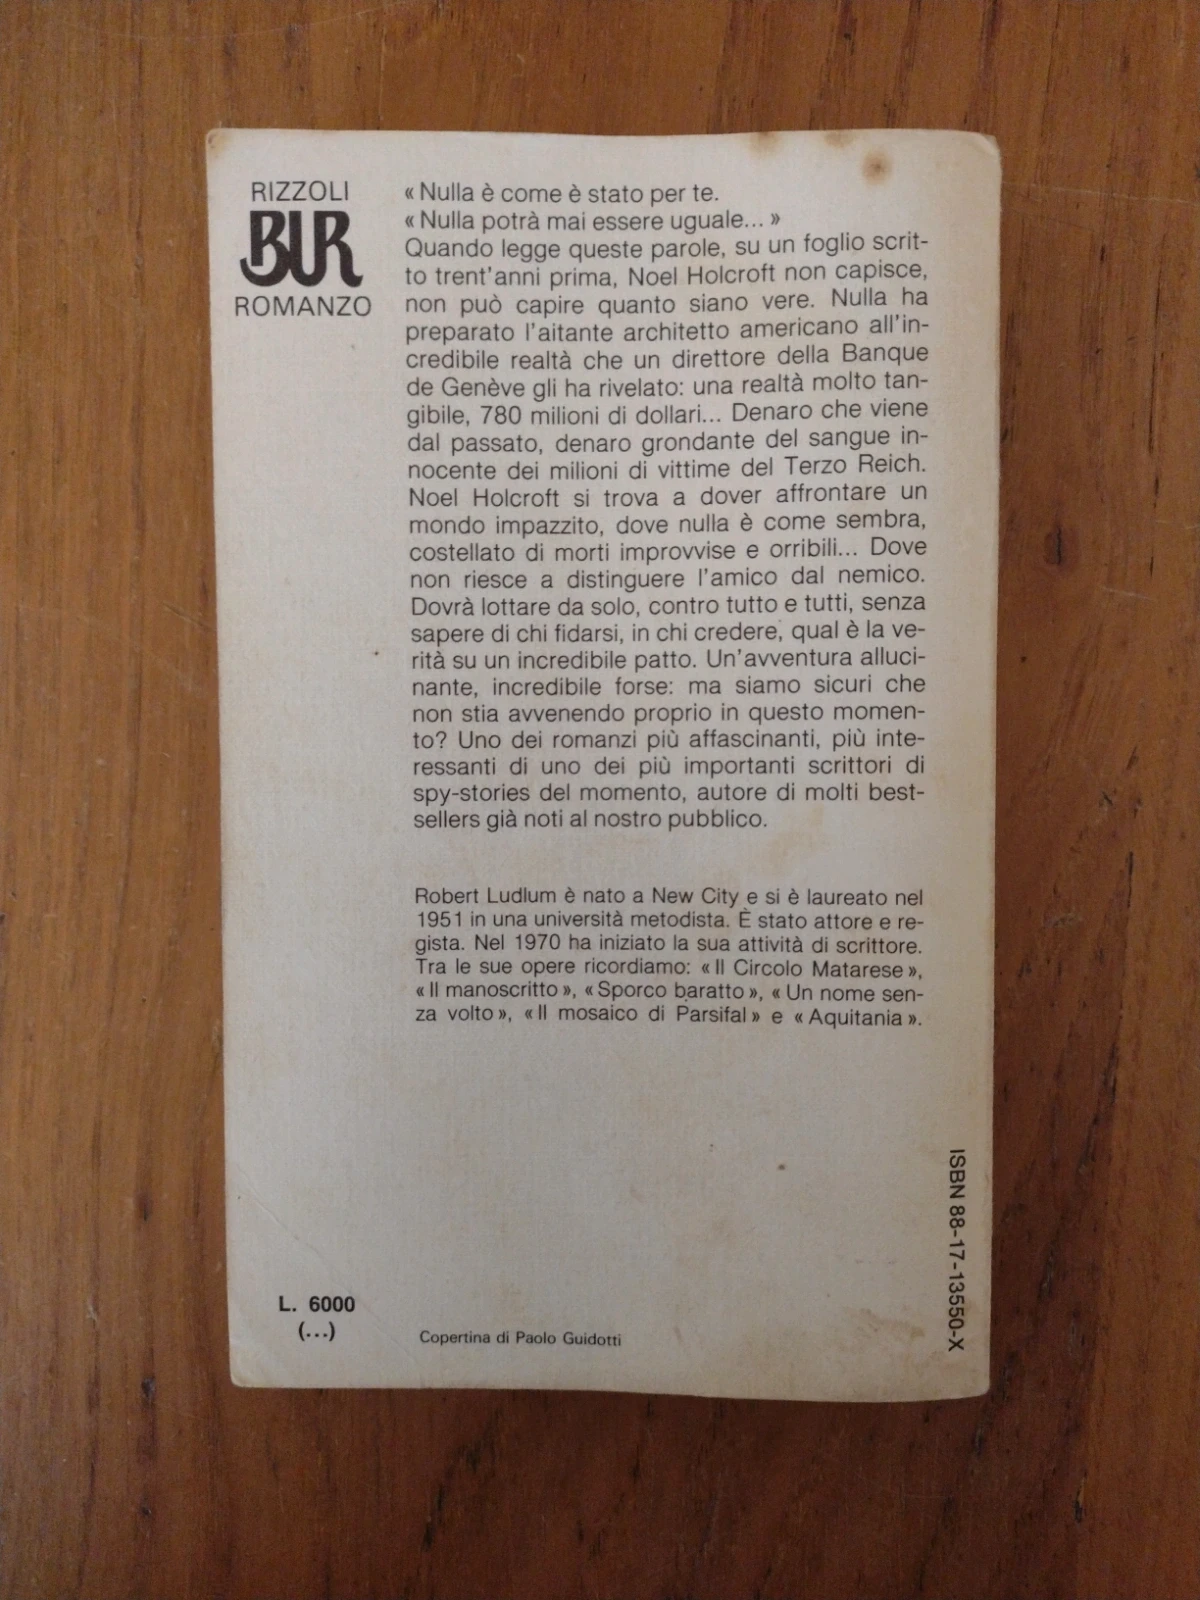 RIZZOLI
BUR
ROMANZO
« Nulla è come è stato per te.
« Nulla potrà mai essere uguale... »
Quando legge queste parole, su un foglio scrit-
to trent'anni prima, Noel Holcroft non capisce,
non può capire quanto siano vere. Nulla ha
preparato l'aitante architetto americano all'in-
credibile realtà che un direttore della Banque
de Genève gli ha rivelato: una realtà molto tan-
gibile, 780 milioni di dollari... Denaro che viene
dal passato, denaro grondante del sangue in-
nocente dei milioni di vittime del Terzo Reich.
Noel Holcroft si trova a dover affrontare un
mondo impazzito, dove nulla è come sembra,
costellato di morti improvvise e orribili... Dove
non riesce a distinguere l'amico dal nemico.
Dovrà lottare da solo, contro tutto e tutti, senza
sapere di chi fidarsi, in chi credere, qual è la ve-
rità su un incredibile patto. Un'avventura alluci-
nante, incredibile forse: ma siamo sicuri che
non stia avvenendo proprio in questo momen-
to? Uno dei romanzi più affascinanti, più inte-
ressanti di uno dei più importanti scrittori di
spy-stories del momento, autore di molti best-
sellers già noti al nostro pubblico.
Robert Ludlum è nato a New City e si è laureato nel
1951 in una università metodista. È stato attore e re-
gista. Nel 1970 ha iniziato la sua attività di scrittore.
Tra le sue opere ricordiamo: « Il Circolo Matarese »,
« Il manoscritto », « Sporco baratto », « Un nome sen-
za volto », « Il mosaico di Parsifal » e « Aquitania ».
ISBN 88-17-13550-X
L. 6000
(...)
Copertina di Paolo Guidotti